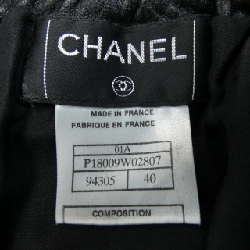 CHANEL
MADE IN FRANCE
FABRIQUE EN FRANCE
01A
P18009W02807
94305 40
COMPOSITION